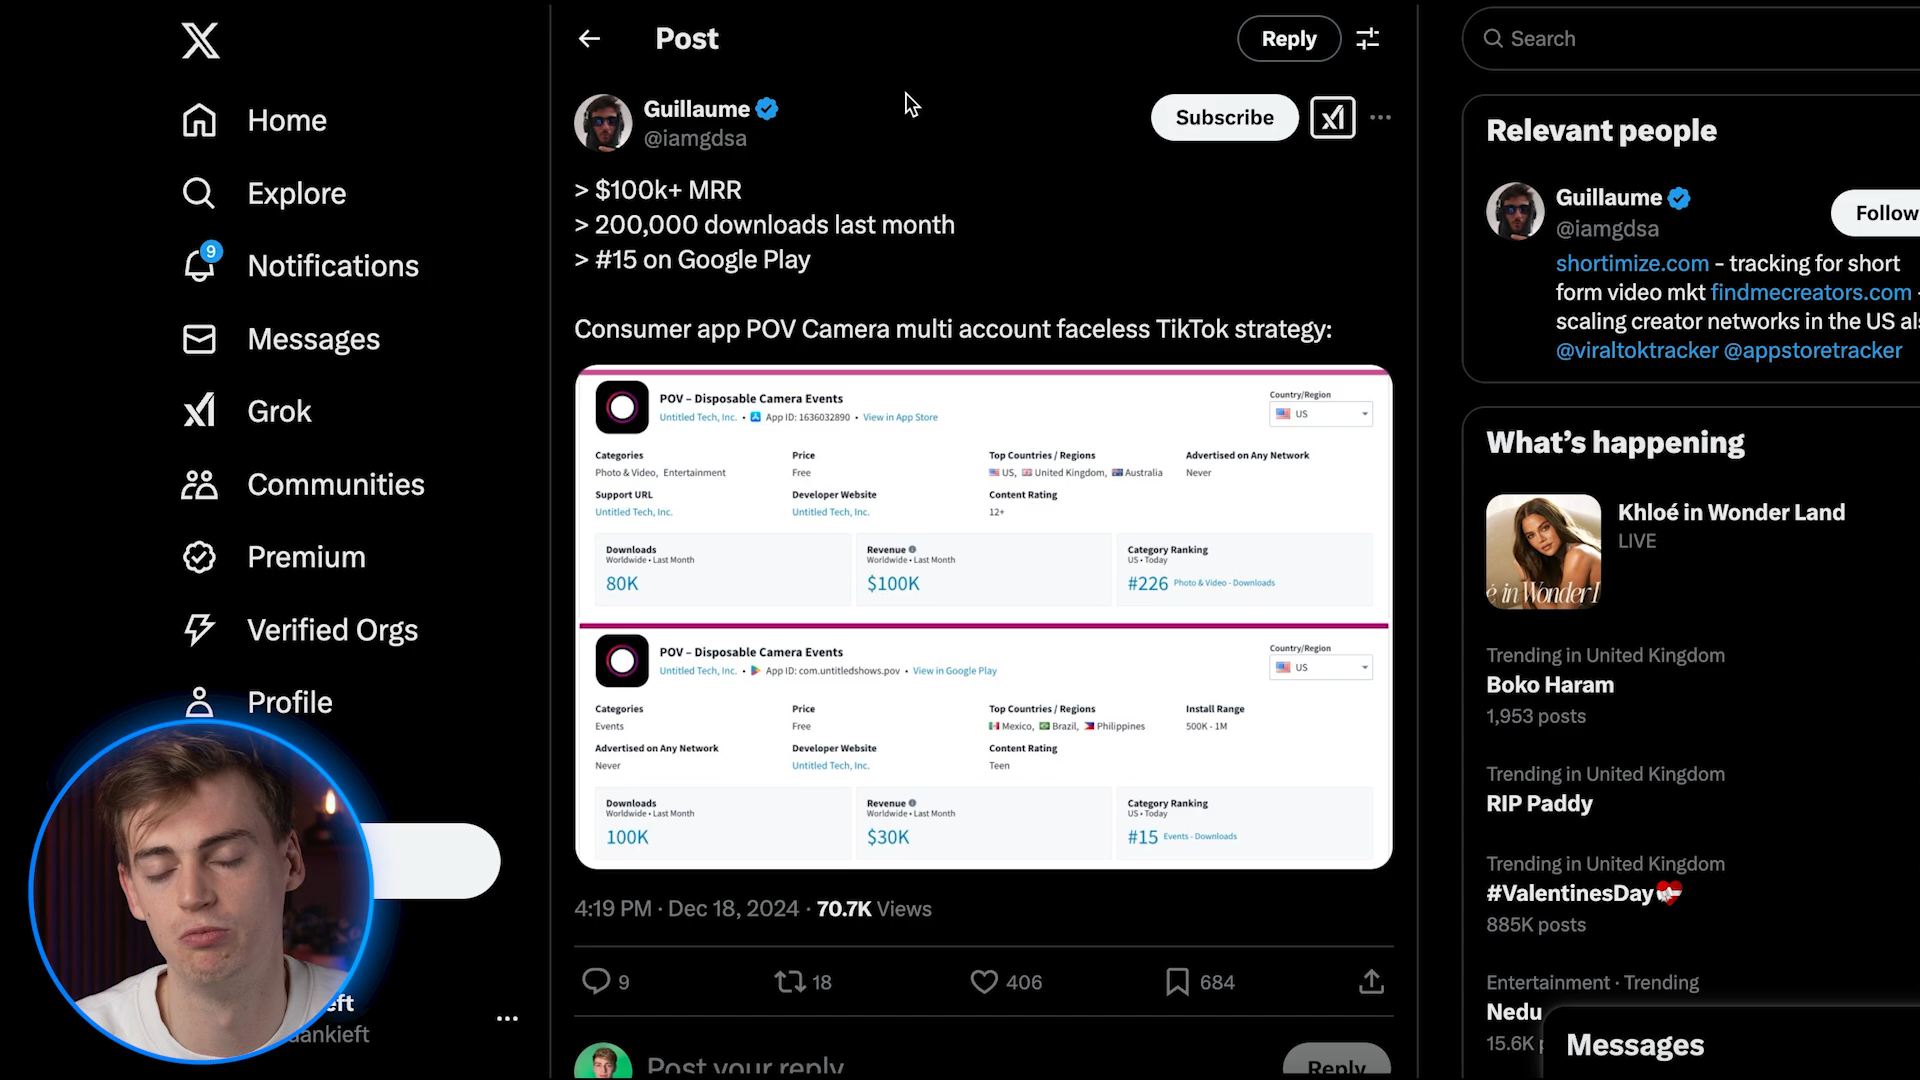 Home
Explore
9
Notifications
Messages
Grok
Communities
Premium
Verified Orgs
Profile
eft
dankieft
Post
Reply
Guillaume
@iamgdsa
Subscribe
> $100k+ MRR
> 200,000 downloads last month
> #15 on Google Play
Consumer app POV Camera multi account faceless TikTok strategy:
POV – Disposable Camera Events
Untitled Tech, Inc. • App ID: 1636032890 • View in App Store
Country/Region
US
Categories
Photo & Video, Entertainment
Price
Free
Top Countries / Regions
US, United Kingdom, Australia
Advertised on Any Network
Never
Support URL
Untitled Tech, Inc.
Developer Website
Untitled Tech, Inc.
Content Rating
12+
Downloads
Worldwide • Last Month
80K
Revenue
Worldwide • Last Month
$100K
Category Ranking
US • Today
#226 Photo & Video - Downloads
POV – Disposable Camera Events
Untitled Tech, Inc. • App ID: com.untitledshows.pov • View in Google Play
Country/Region
US
Categories
Events
Price
Free
Top Countries / Regions
Mexico, Brazil, Philippines
Install Range
500K - 1M
Advertised on Any Network
Never
Developer Website
Untitled Tech, Inc.
Content Rating
Teen
Downloads
Worldwide • Last Month
100K
Revenue
Worldwide • Last Month
$30K
Category Ranking
US • Today
#15 Events - Downloads
4:19 PM · Dec 18, 2024 · 70.7K Views
9
18
406
684
Post your reply
Reply
Search
Relevant people
Guillaume
@iamgdsa
Follow
shortimize.com - tracking for short
form video mkt findmecreators.com -
scaling creator networks in the US als
@viraltoktracker @appstoretracker
What's happening
é in Wonder
Khloé in Wonder Land
LIVE
Trending in United Kingdom
Boko Haram
1,953 posts
Trending in United Kingdom
RIP Paddy
Trending in United Kingdom
#ValentinesDay
885K posts
Entertainment · Trending
Nedu
15.6K
Messages